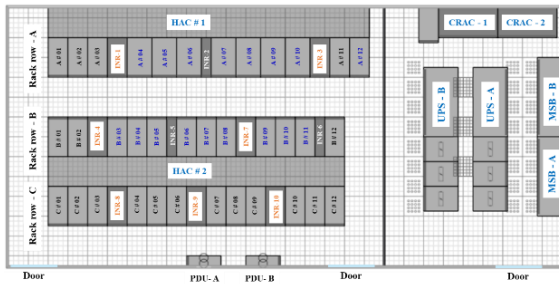 HAC # 1
CRAC - 1
CRAC - 2
Rack row - A
A # 01
A # 02
A # 03
INR-1
A # 04
A # 05
A # 06
INR-2
A # 07
A # 08
A # 09
A # 10
INR-3
A # 11
A # 12
UPS - B
UPS - A
MSB - B
MSB - A
Rack row - B
B # 01
B # 02
INR-4
B # 03
B # 04
B # 05
INR-5
B # 06
B # 07
B # 08
INR-7
B # 09
B # 10
B # 11
INR-6
B # 12
HAC # 2
Rack row - C
C # 01
C # 02
C # 03
INR-8
C # 04
C # 05
C # 06
INR-9
C # 07
C # 08
C # 09
INR-10
C # 10
C # 11
C # 12
Door
PDU- A
PDU- B
Door
Door